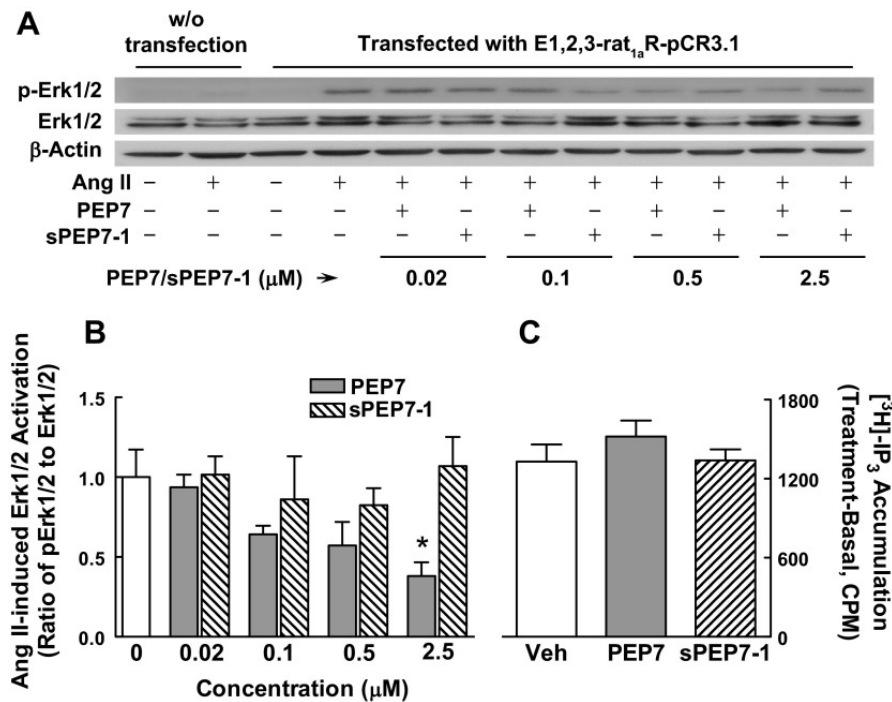 A
w/o
transfection
Transfected with E1,2,3-rat1aR-pCR3.1
p-Erk1/2
Erk1/2
β-Actin
Ang II − + − + + + + + + + + +
PEP7 − − − − + − + − + − + −
sPEP7-1 − − − − − + − + − + − +
PEP7/sPEP7-1 (μM) → 0.02 0.1 0.5 2.5
B
Ang II-induced Erk1/2 Activation
(Ratio of pErk1/2 to Erk1/2)
PEP7
sPEP7-1
1.5
1.0
0.5
0.0
*
0 0.02 0.1 0.5 2.5
Concentration (μM)
C
1800
1200
600
0
[³H]-IP₃ Accumulation
(Treatment-Basal, CPM)
Veh PEP7 sPEP7-1